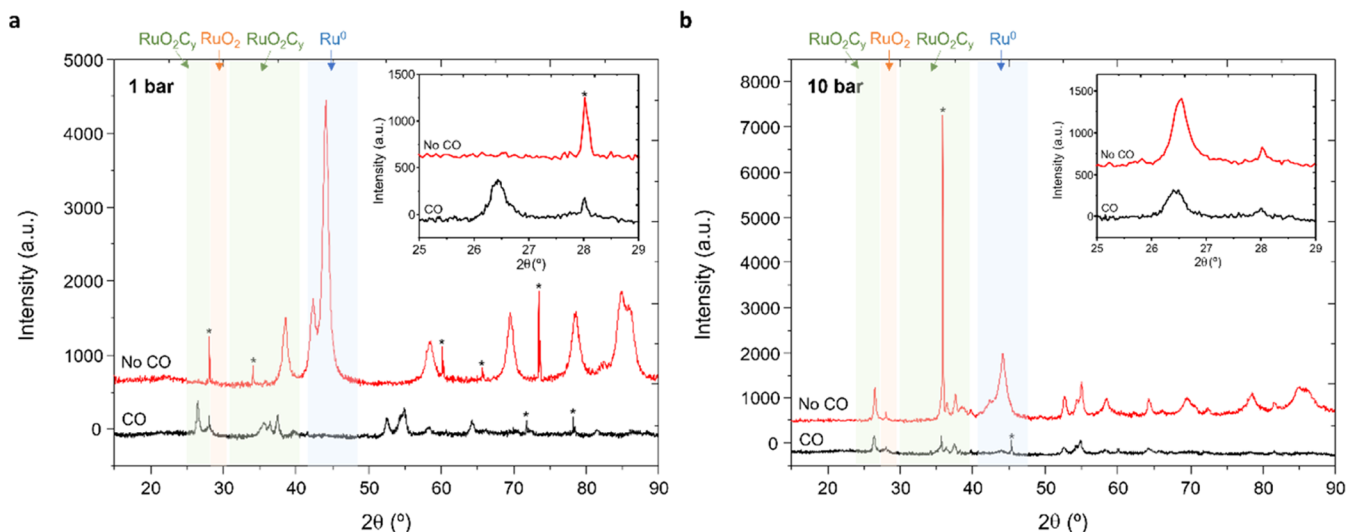 a
RuO₂Cᵧ RuO₂ RuO₂Cᵧ Ru⁰
1 bar
5000
4000
3000
2000
1000
0
Intensity (a.u.)
No CO
CO
*
*
*
*
*
*
*
20 30 40 50 60 70 80 90
2θ (º)
1500
1000
500
0
Intensity (a.u.)
No CO
CO
*
25 26 27 28 29
2θ (º)
b
RuO₂Cᵧ RuO₂ RuO₂Cᵧ Ru⁰
10 bar
8000
7000
6000
5000
4000
3000
2000
1000
0
Intensity (a.u.)
No CO
CO
*
*
20 30 40 50 60 70 80 90
2θ (º)
1500
1000
500
0
Intensity (a.u.)
No CO
CO
25 26 27 28 29
2θ (º)